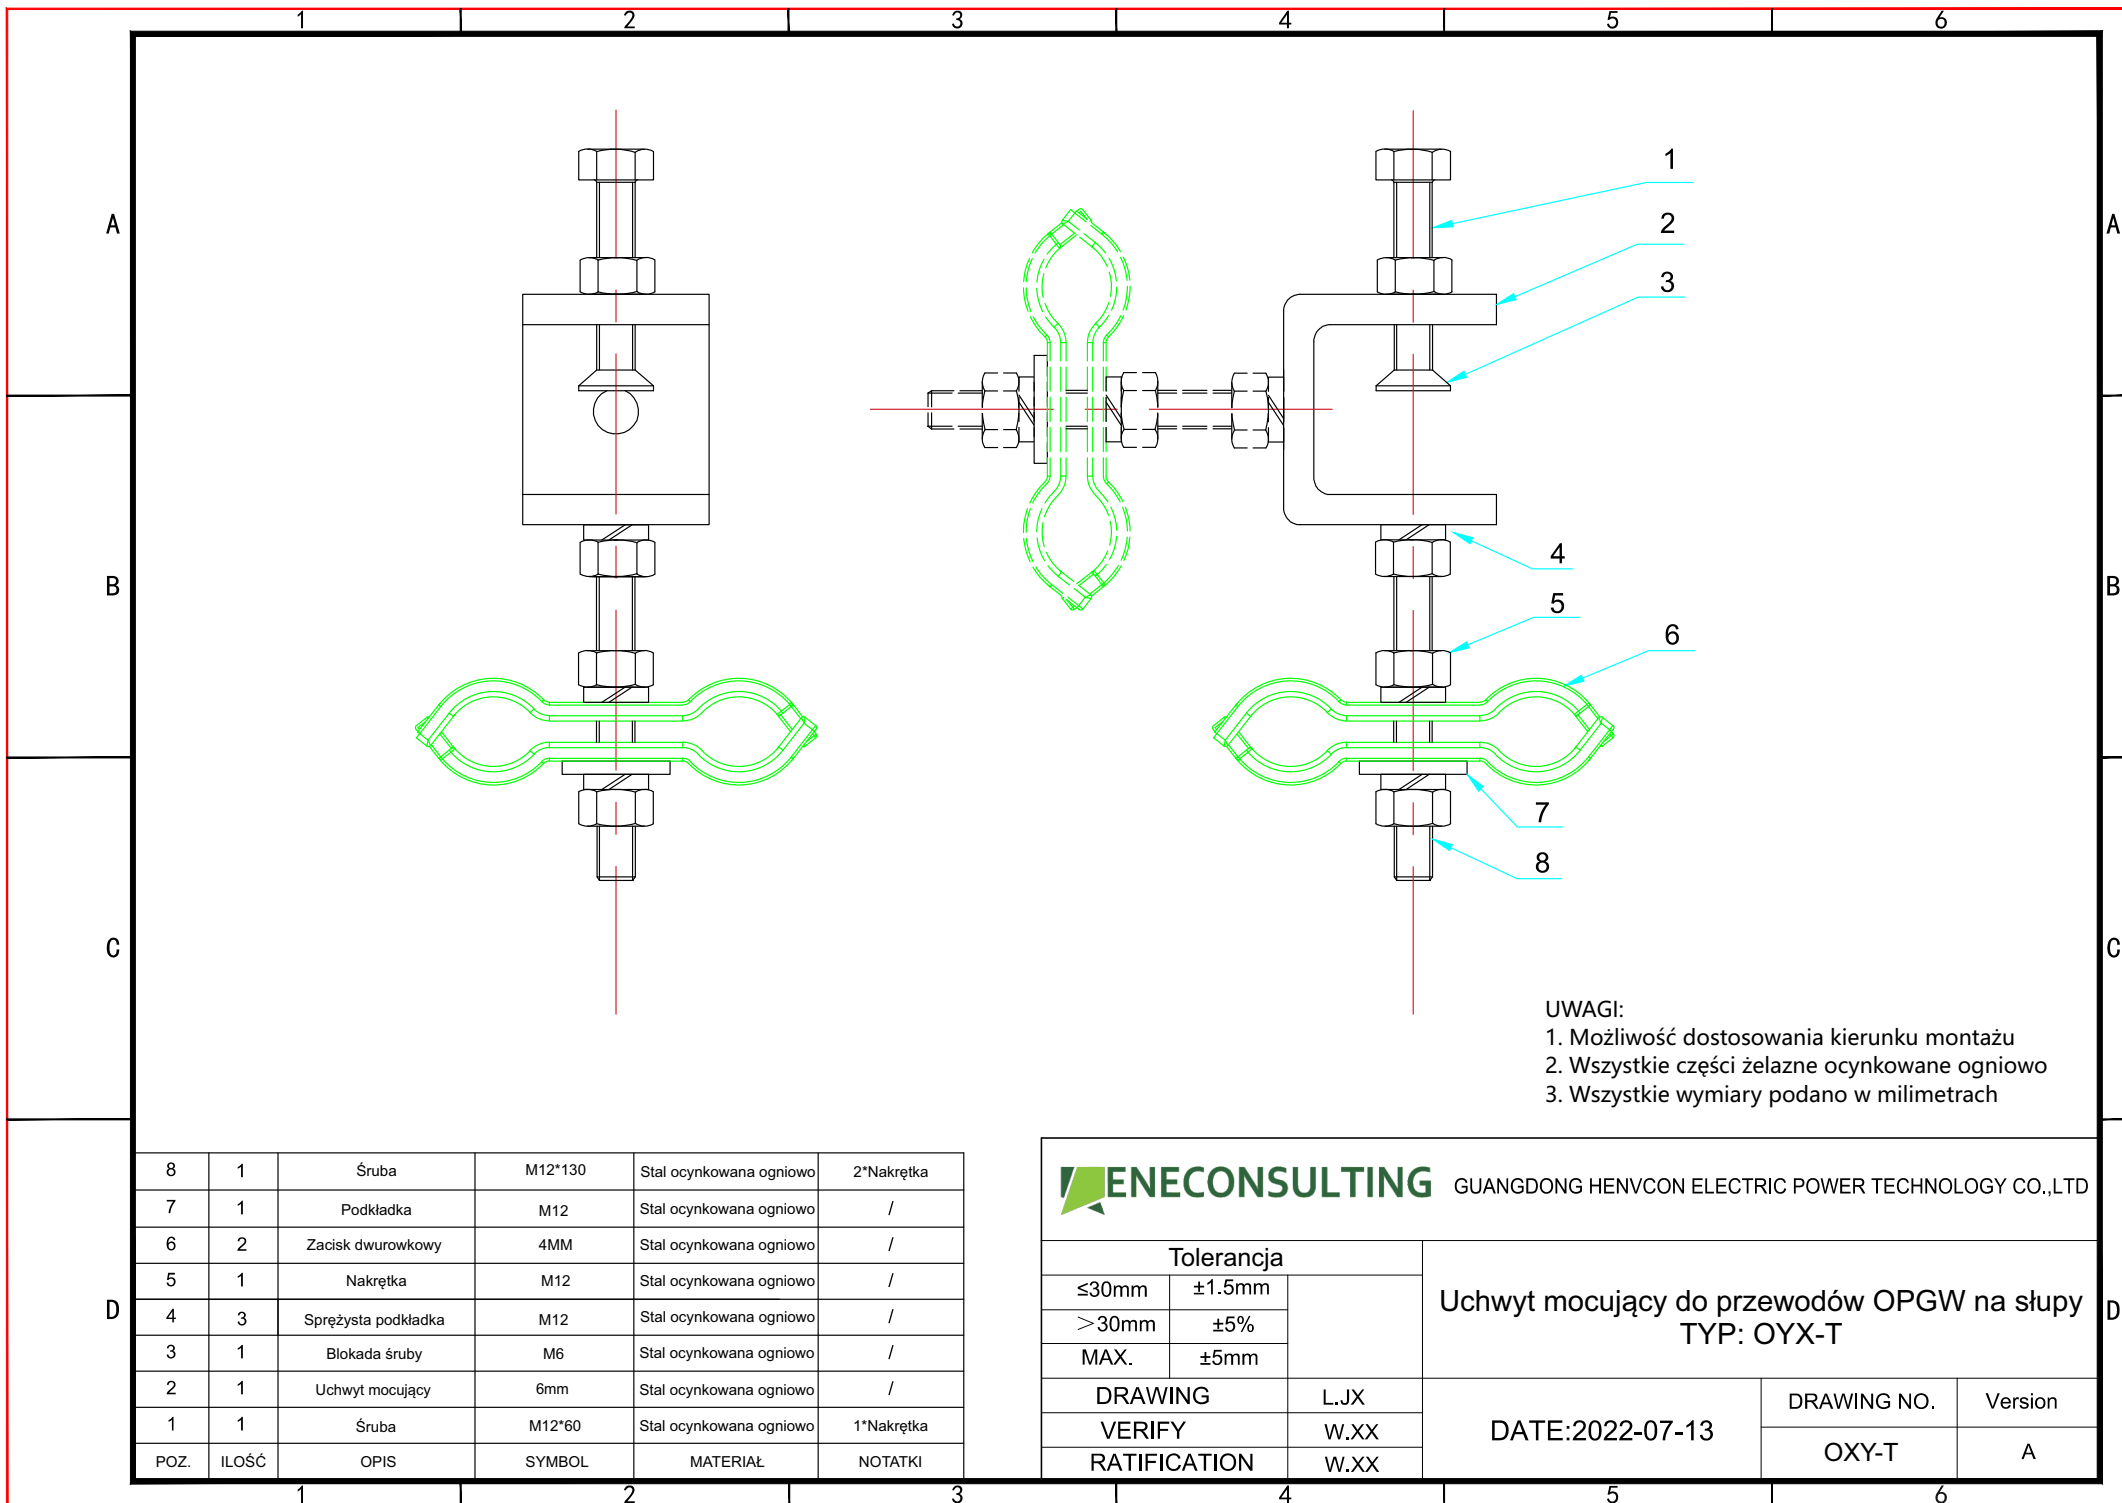 1 2 3 4 5 6
A A
B B
C C
D D
1
2
3
4
5
6
7
8
UWAGI:
1. Możliwość dostosowania kierunku montażu
2. Wszystkie części żelazne ocynkowane ogniowo
3. Wszystkie wymiary podano w milimetrach
8 1 Śruba M12*130 Stal ocynkowana ogniowo 2*Nakrętka
7 1 Podkładka M12 Stal ocynkowana ogniowo /
6 2 Zacisk dwurowkowy 4MM Stal ocynkowana ogniowo /
5 1 Nakrętka M12 Stal ocynkowana ogniowo /
4 3 Sprężysta podkładka M12 Stal ocynkowana ogniowo /
3 1 Blokada śruby M6 Stal ocynkowana ogniowo /
2 1 Uchwyt mocujący 6mm Stal ocynkowana ogniowo /
1 1 Śruba M12*60 Stal ocynkowana ogniowo 1*Nakrętka
POZ. ILOŚĆ OPIS SYMBOL MATERIAŁ NOTATKI
ENECONSULTING GUANGDONG HENVCON ELECTRIC POWER TECHNOLOGY CO.,LTD
Tolerancja
≤30mm ±1.5mm
＞30mm ±5%
MAX. ±5mm
Uchwyt mocujący do przewodów OPGW na słupy
TYP: OYX-T
DRAWING L.JX
VERIFY W.XX
RATIFICATION W.XX
DATE:2022-07-13
DRAWING NO. Version
OXY-T A
1 2 3 4 5 6